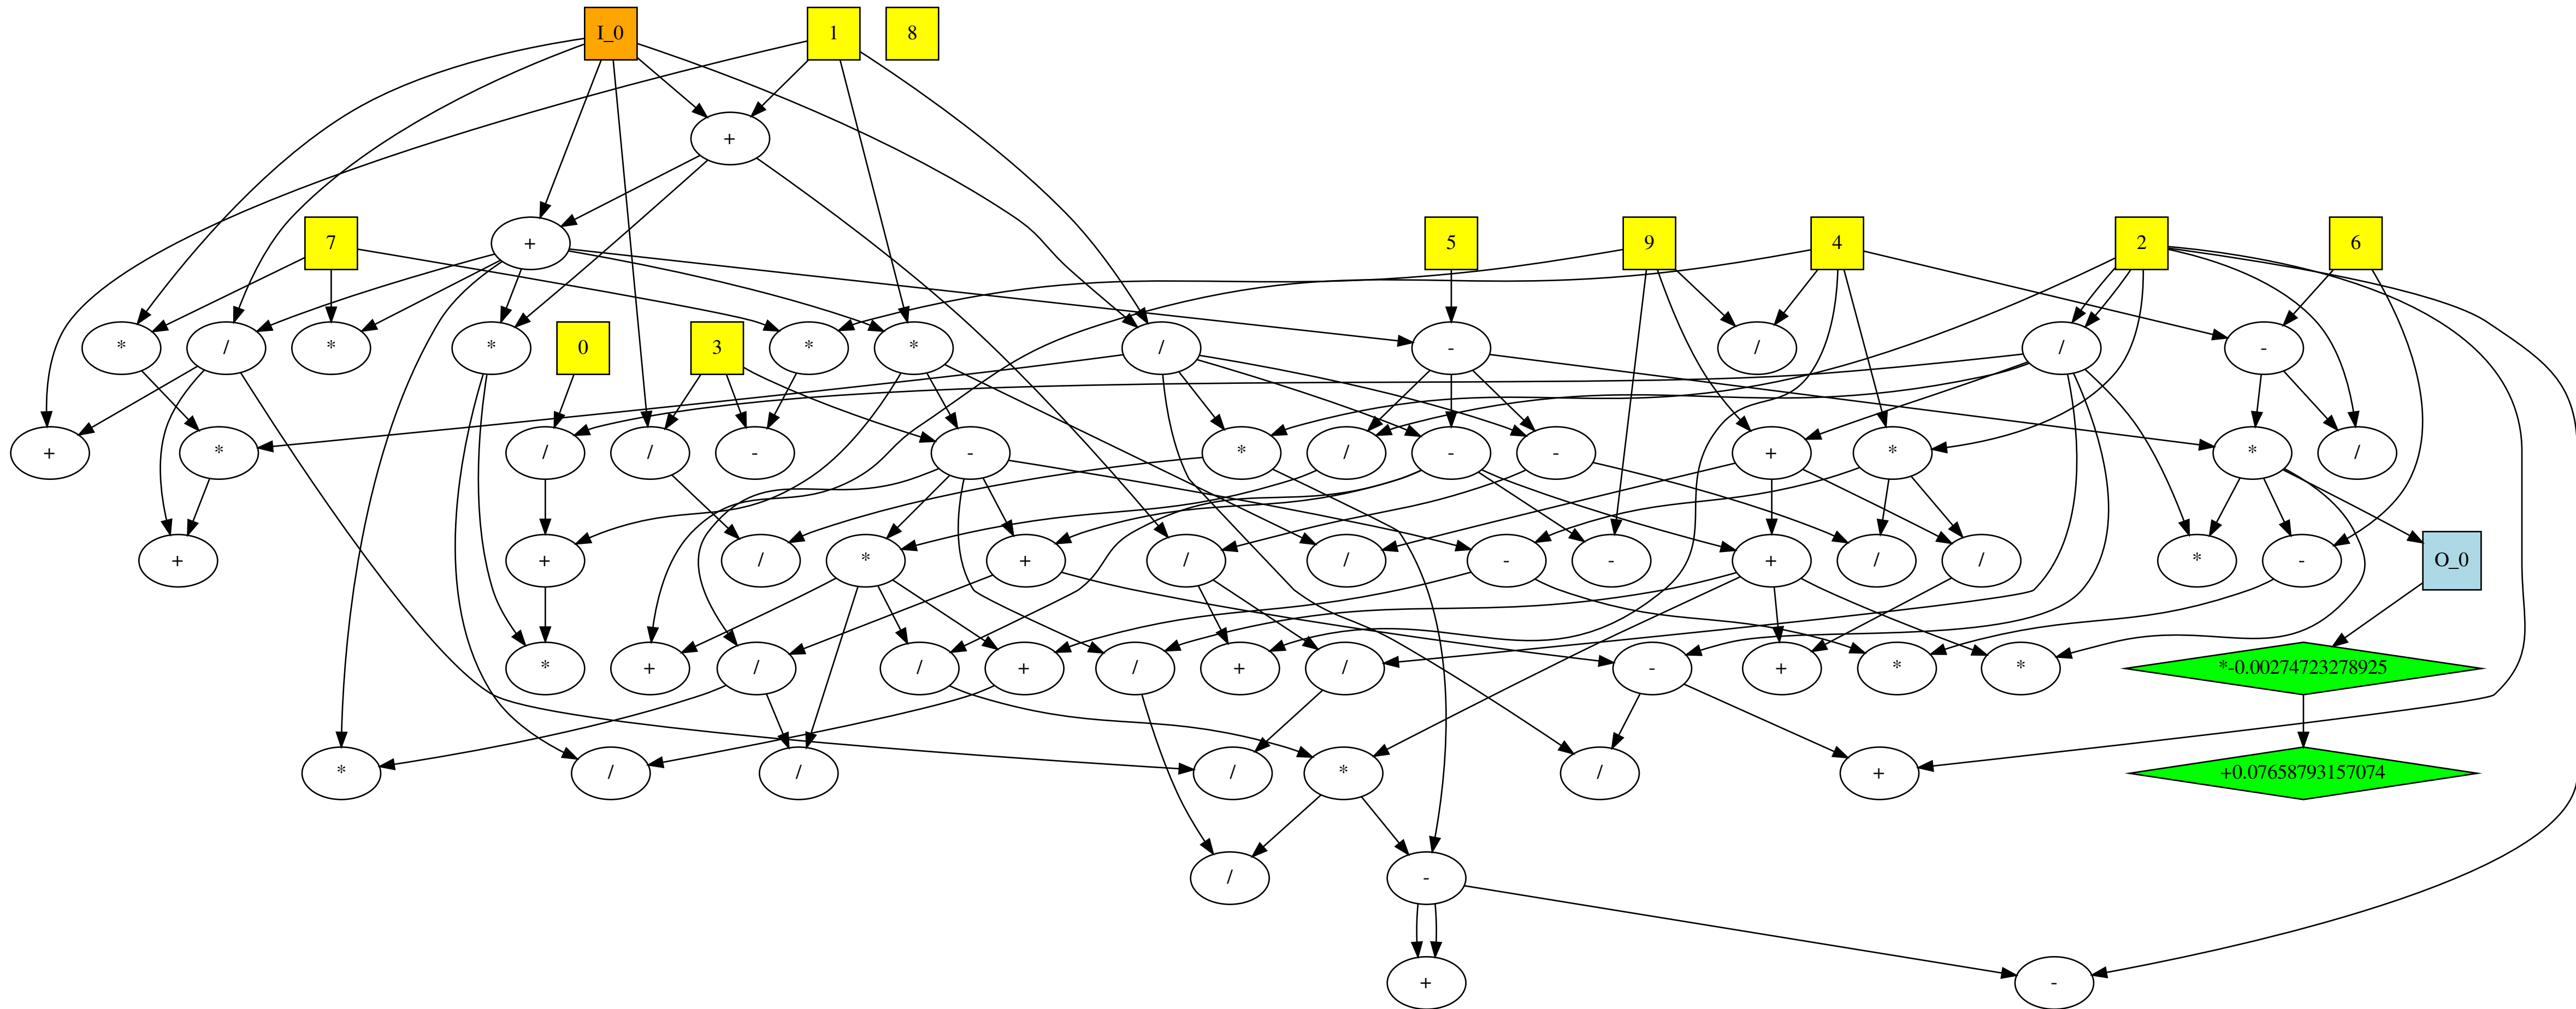 I_0 1 8
+
7 + 5 9 4 2 6
* / * * 0 3 * * / - / / -
+ * / / - - * / - - + * * /
+ + / * + / / - - + / / * - O_0
* + / / + / + / - + * * *-0.00274723278925
* / / / * / + +0.07658793157074
/ -
+ -